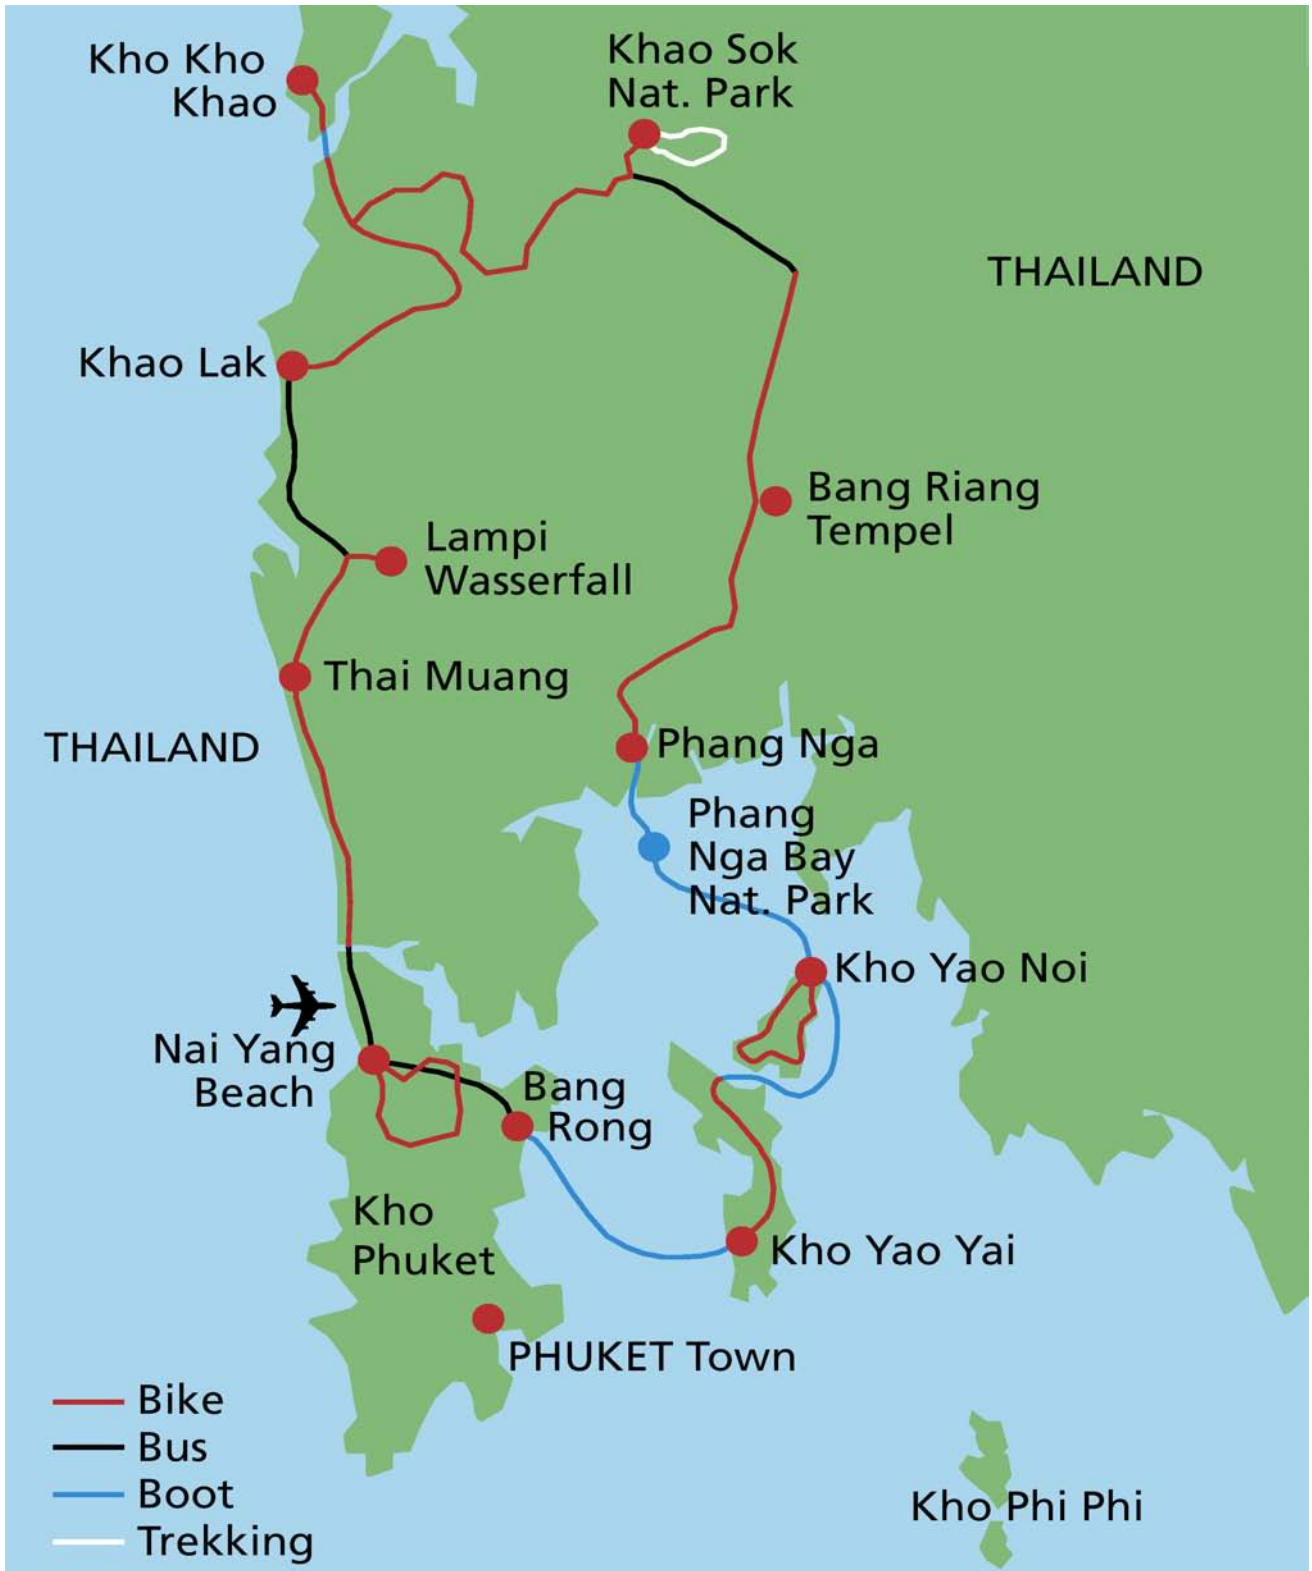 Kho Kho
Khao
Khao Sok
Nat. Park
THAILAND
Khao Lak
Bang Riang
Tempel
Lampi
Wasserfall
Thai Muang
THAILAND
Phang Nga
Phang
Nga Bay
Nat. Park
Kho Yao Noi
Nai Yang
Beach
Bang
Rong
Kho
Phuket
Kho Yao Yai
PHUKET Town
Bike
Bus
Boot
Trekking
Kho Phi Phi